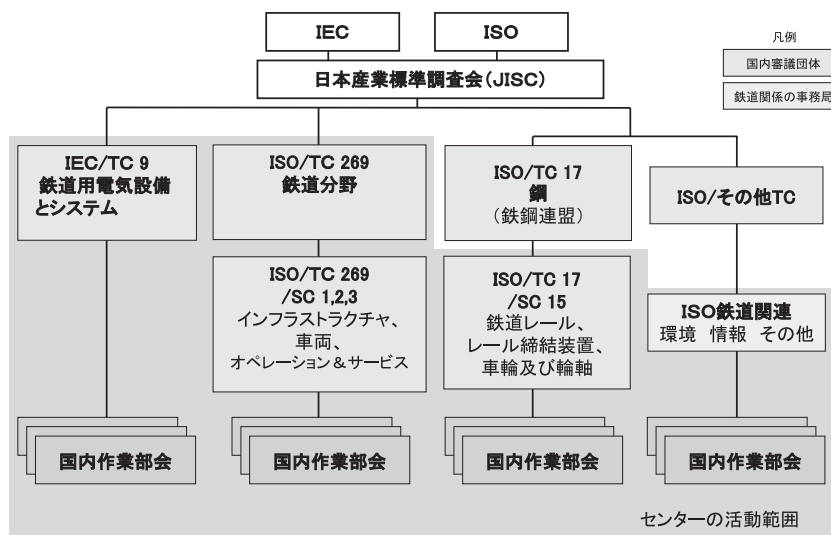 IEC
ISO
日本産業標準調査会(JISC)
凡例
国内審議団体
鉄道関係の事務局
IEC/TC 9
鉄道用電気設備
とシステム
ISO/TC 269
鉄道分野
ISO/TC 17
鋼
(鉄鋼連盟)
ISO/その他TC
ISO/TC 269
/SC 1,2,3
インフラストラクチャ、
車両、
オペレーション&サービス
ISO/TC 17
/SC 15
鉄道レール、
レール締結装置、
車輪及び輪軸
ISO鉄道関連
環境 情報 その他
国内作業部会
国内作業部会
国内作業部会
国内作業部会
センターの活動範囲